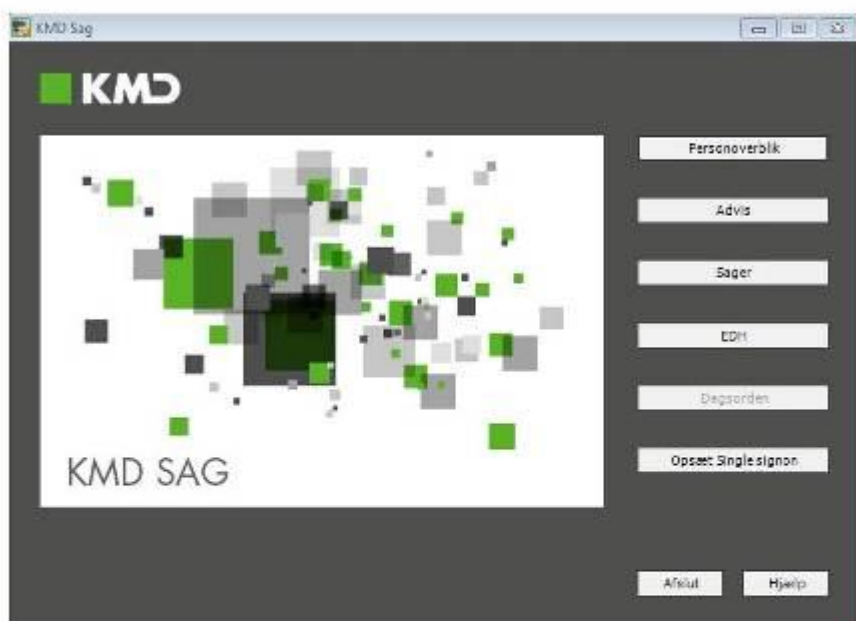 KMD Sag
KMD
Personoverblik
Advis
Sager
EDH
Dagsorden
Opsæt Single signon
KMD SAG
Afslut
Hjælp